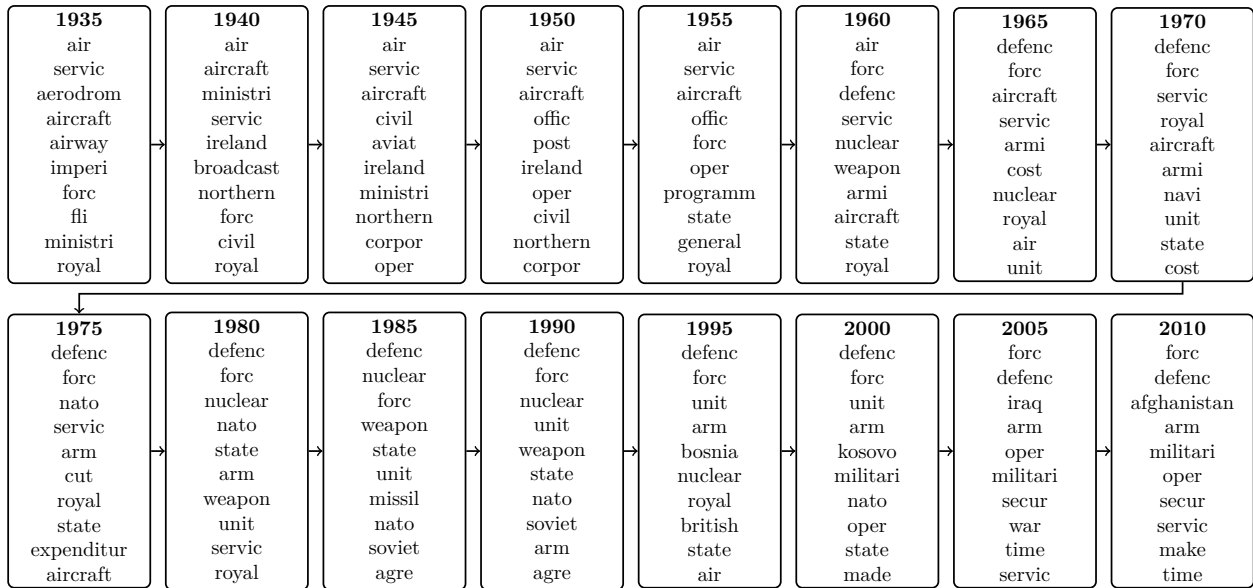 1935
air
servic
aerodrom
aircraft
airway
imperi
forc
fli
ministri
royal
1940
air
aircraft
ministri
servic
ireland
broadcast
northern
forc
civil
royal
1945
air
servic
aircraft
civil
aviat
ireland
ministri
northern
corpor
oper
1950
air
servic
aircraft
offic
post
ireland
oper
civil
northern
corpor
1955
air
servic
aircraft
offic
forc
oper
programm
state
general
royal
1960
air
forc
defenc
servic
nuclear
weapon
armi
aircraft
state
royal
1965
defenc
forc
aircraft
servic
armi
cost
nuclear
royal
air
unit
1970
defenc
forc
servic
royal
aircraft
armi
navi
unit
state
cost
1975
defenc
forc
nato
servic
arm
cut
royal
state
expenditur
aircraft
1980
defenc
forc
nuclear
nato
state
arm
weapon
unit
servic
royal
1985
defenc
nuclear
forc
weapon
state
unit
missil
nato
soviet
agre
1990
defenc
forc
nuclear
unit
weapon
state
nato
soviet
arm
agre
1995
defenc
forc
unit
arm
bosnia
nuclear
royal
british
state
air
2000
defenc
forc
unit
arm
kosovo
militari
nato
oper
state
made
2005
forc
defenc
iraq
arm
oper
militari
secur
war
time
servic
2010
forc
defenc
afghanistan
arm
militari
oper
secur
servic
make
time